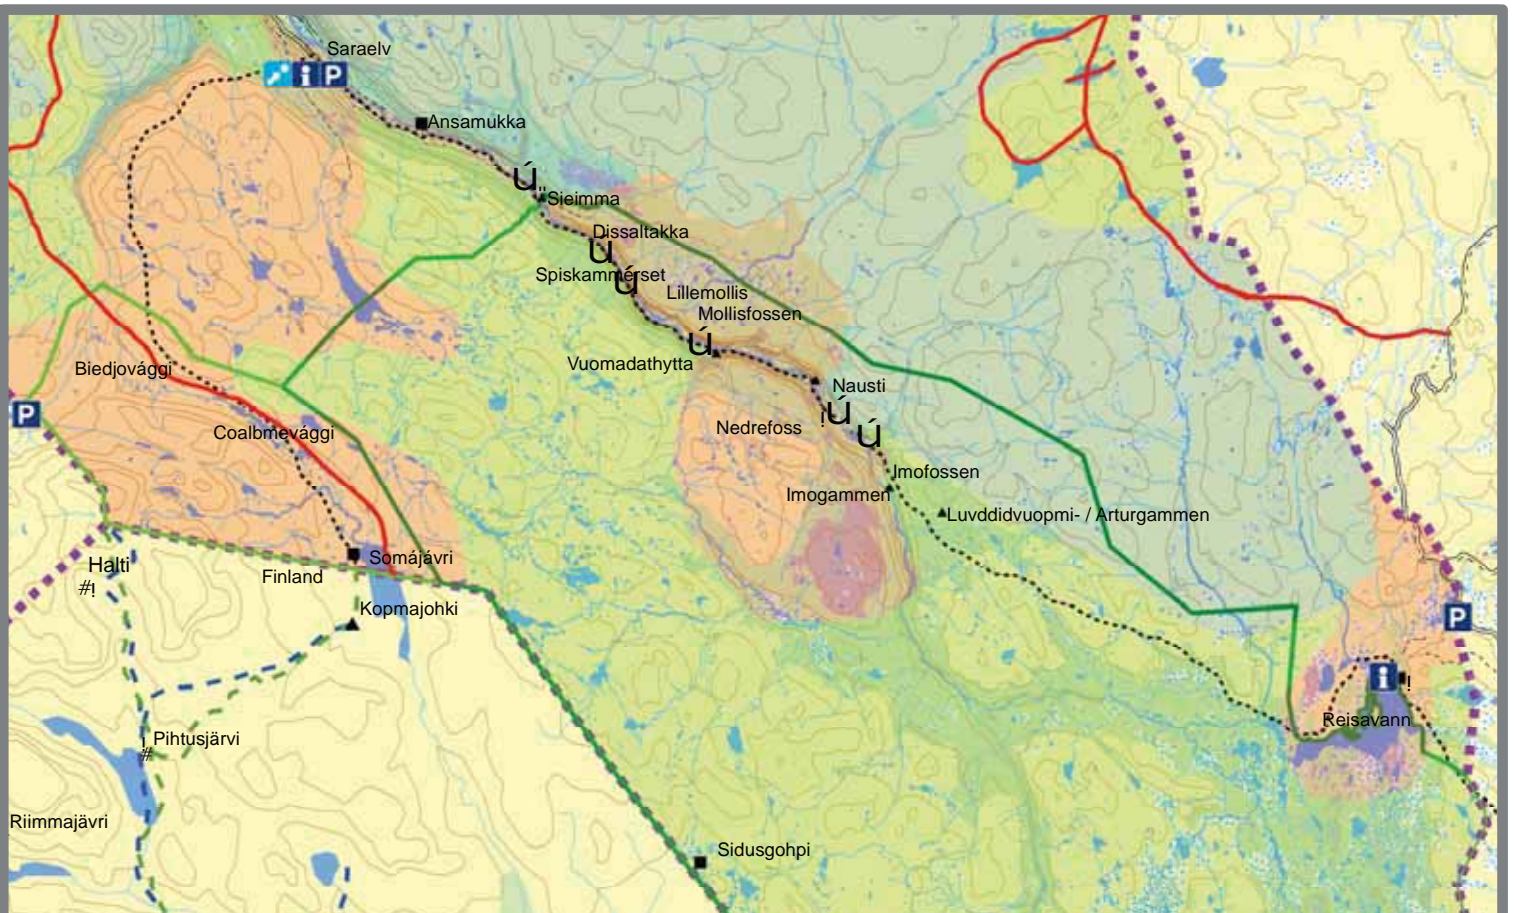 Saraelv
i P
Ansamukka
Ú
Sieimma
Dissaltakka
Ú
Spiskammerset
Ú
Lillemollis
Mollisfossen
Ú
Vuomadathytta
Biedjovággi
Nausti
P
! Ú
Nedrefoss
Ú
Coalbmevággi
Imofossen
Imogammen
Luvddidvuopmi- / Arturgammen
Somájávri
Halti
Finland
#!
Kopmajohki
P
i !
Reisavann
Pihtusjärvi
!
#
Riimmajävri
Sidusgohpi